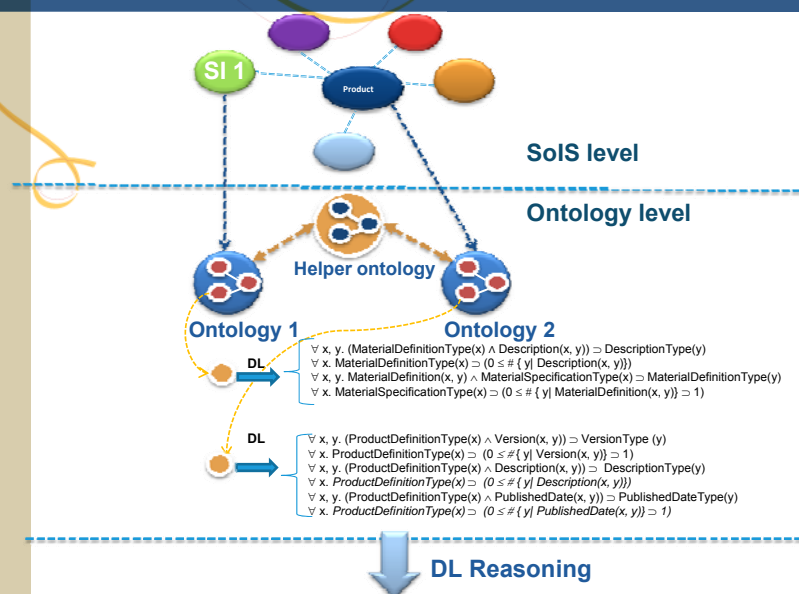 SI 1
Product
SoIS level
Ontology level
Helper ontology
Ontology 1
Ontology 2
DL
∀ x, y. (MaterialDefinitionType(x) ∧ Description(x, y)) ⊃ DescriptionType(y)
∀ x. MaterialDefinitionType(x) ⊃ (0 ≤ # { y| Description(x, y)})
∀ x, y. MaterialDefinition(x, y) ∧ MaterialSpecificationType(x) ⊃ MaterialDefinitionType(y)
∀ x. MaterialSpecificationType(x) ⊃ (0 ≤ # { y| MaterialDefinition(x, y)} ⊃ 1)
DL
∀ x, y. (ProductDefinitionType(x) ∧ Version(x, y)) ⊃ VersionType (y)
∀ x. ProductDefinitionType(x) ⊃ (0 ≤ # { y| Version(x, y)} ⊃ 1)
∀ x, y. (ProductDefinitionType(x) ∧ Description(x, y)) ⊃ DescriptionType(y)
∀ x. ProductDefinitionType(x) ⊃ (0 ≤ # { y| Description(x, y)})
∀ x, y. (ProductDefinitionType(x) ∧ PublishedDate(x, y)) ⊃ PublishedDateType(y)
∀ x. ProductDefinitionType(x) ⊃ (0 ≤ # { y| PublishedDate(x, y)} ⊃ 1)
DL Reasoning